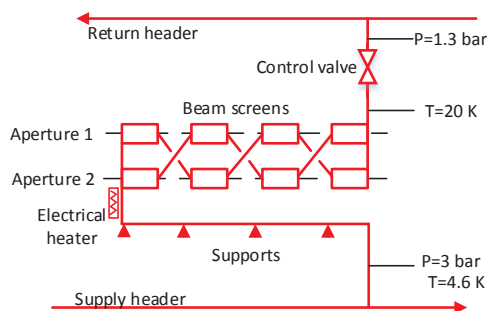 Return header
P=1.3 bar
Control valve
Beam screens
T=20 K
Aperture 1
Aperture 2
Electrical
heater
Supports
P=3 bar
T=4.6 K
Supply header